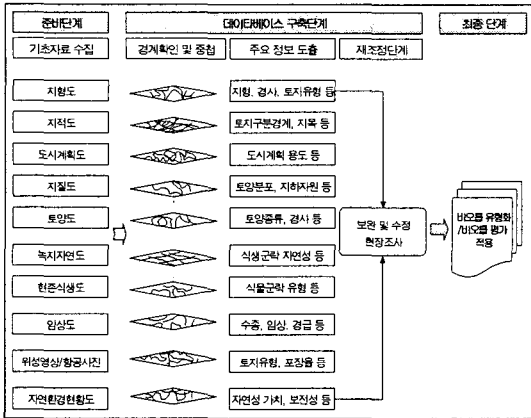 준비단계
데이타베이스 구축단계
최종 단계
기초자료 수집
경계확인 및 중첩
주요 정보 도출
재조정단계
지형도
지형, 경사, 토지유형 등
지적도
토지구분경계, 지목 등
도시계획도
도시계획 용도 등
지질도
토양분포, 지하자원 등
토양도
토양종류, 경사 등
녹지자연도
식생군락 자연성 등
현존식생도
식물군락 유형 등
임상도
수종, 임상, 경급 등
위성영상/항공사진
토지유형, 포장율 등
자연환경현황도
자연성 가치, 보전성 등
보완 및 수정
현장조사
비오톱 유형화
/비오톱 평가
적용